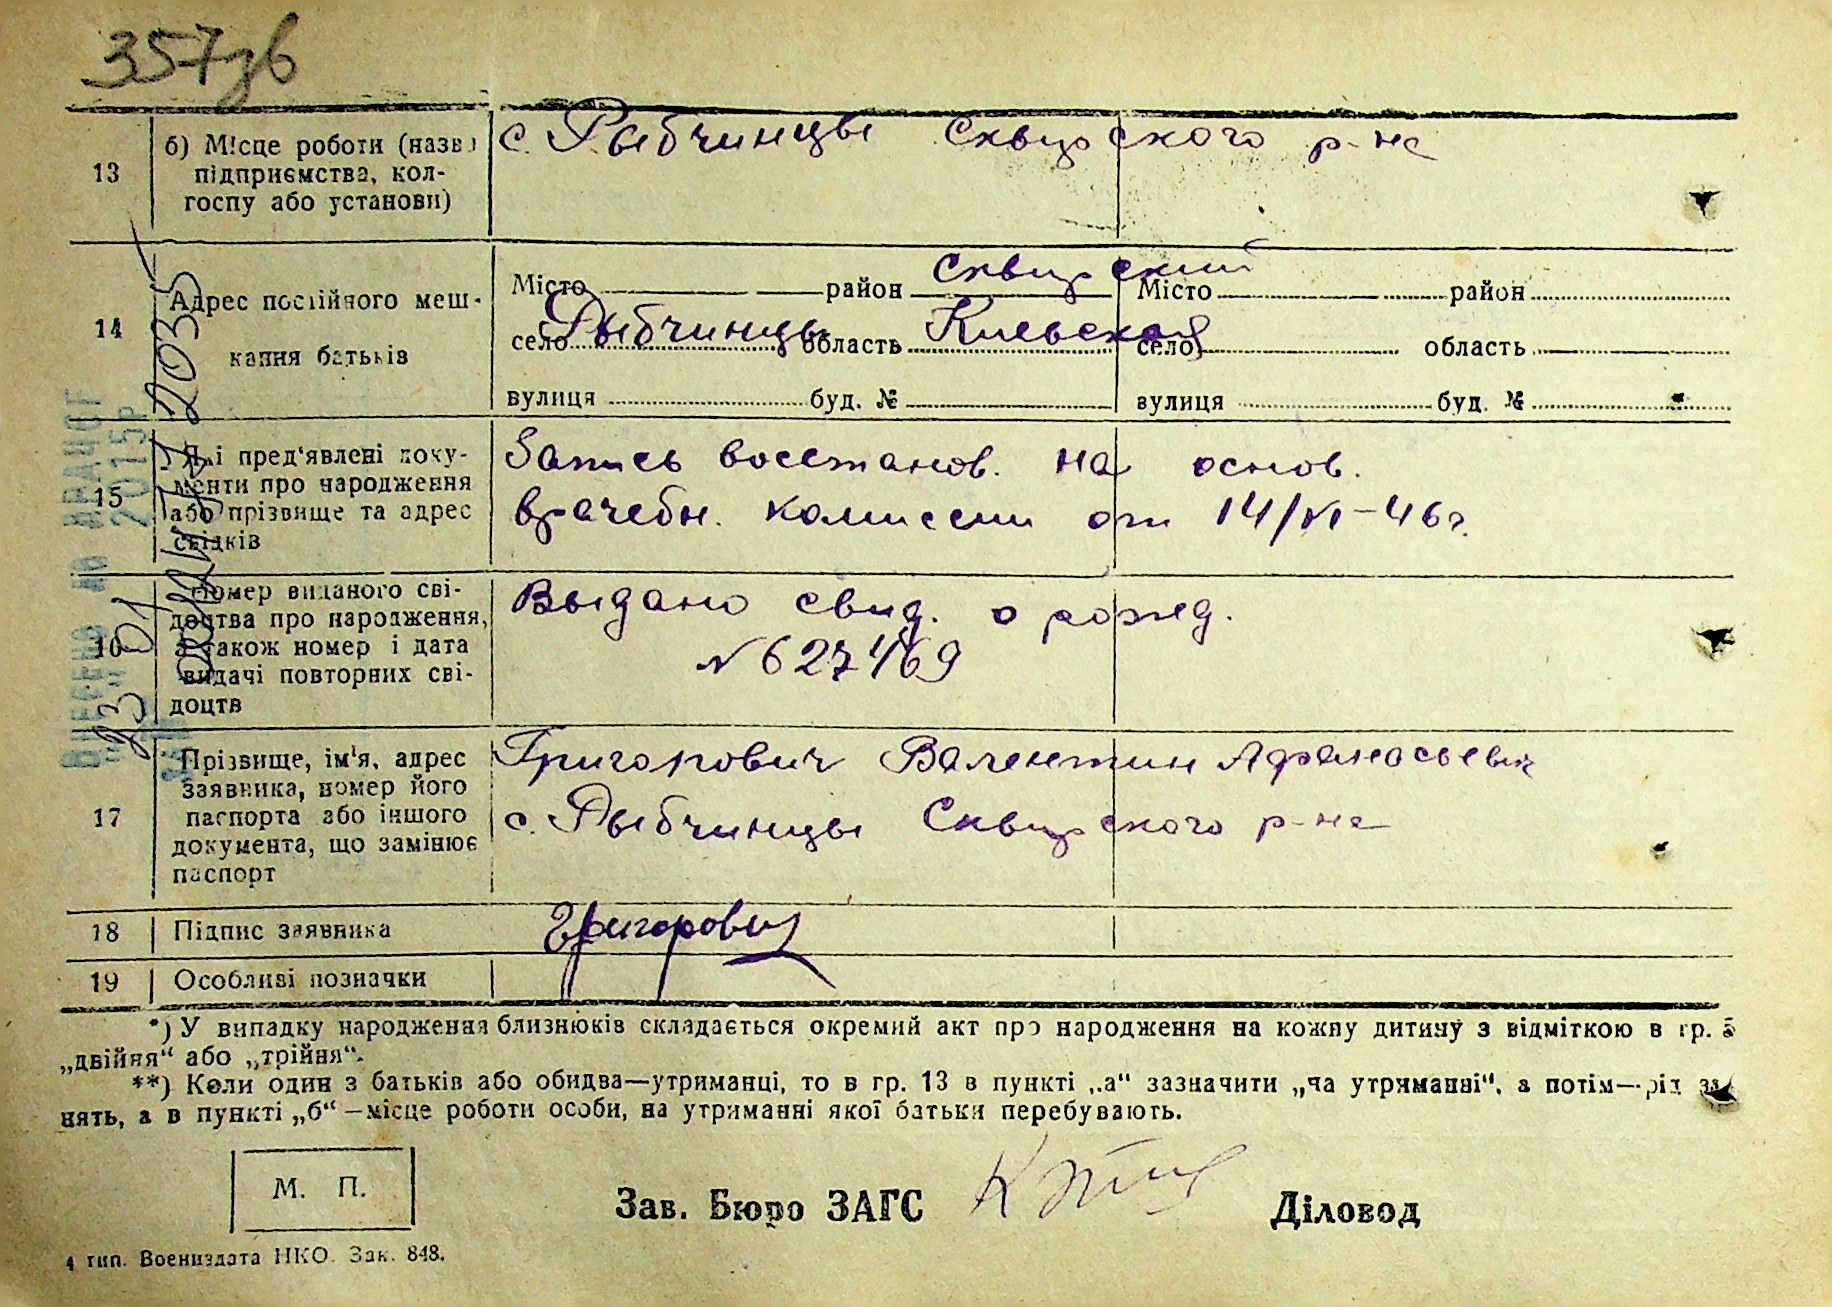 357зв
13
б) Місце роботи (назва
підприємства, кол-
госпу або установи)
с. Рыбчинцы Сквирского р-на
14
Адрес постійного меш-
кання батьків
Місто район Сквирский Місто район
село Рыбчинцы область Киевская село область
вулиця буд. № вулиця буд. №
15
Які пред'явлені доку-
менти про народження
або прізвище та адрес
свідків
Запись восстанов. на основ.
врачебн. комиссии от 14/VI-46г.
16
Номер виданого сві-
доцтва про народження,
а також номер і дата
видачі повторних сві-
доцтв
Выдано свид. о рожд.
№627469
17
Прізвище, ім'я, адрес
заявника, номер його
паспорта або іншого
документа, що замінює
паспорт
Григорович Валентин Афанасьевич
с. Рыбчинцы Сквирского р-на
18
Підпис заявника
Григорович
19
Особливі позначки
*) У випадку народження близнюків складається окремий акт про народження на кожну дитину з відміткою в гр. 5
„двійня“ або „трійня“.
**) Коли один з батьків або обидва—утриманці, то в гр. 13 в пункті „а“ зазначити „на утриманні“, а потім—рід за
нять, а в пункті „б“—місце роботи особи, на утриманні якої батьки перебувають.
М. П.
Зав. Бюро ЗАГС
Діловод
4 тип. Воениздата НКО. Зак. 848.
2015р
2035
23 01